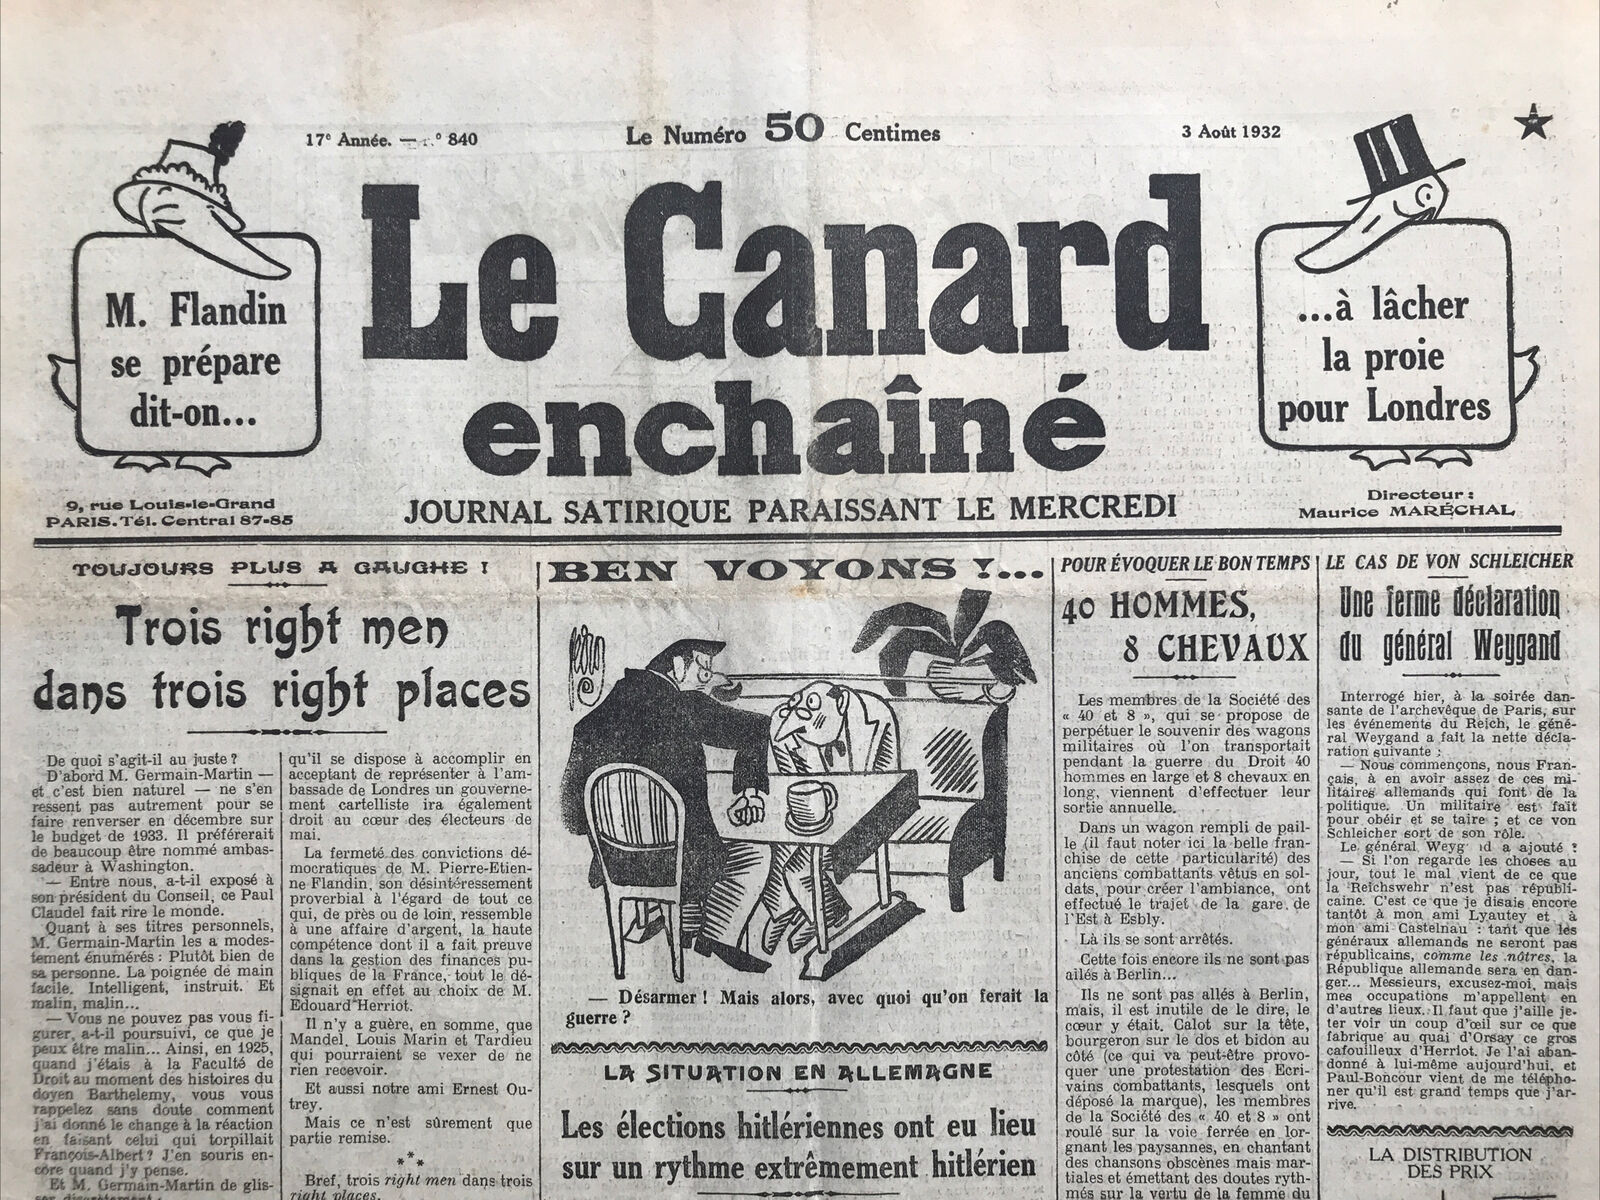 17e Année. — N° 840
Le Numéro 50 Centimes
3 Août 1932
M. Flandin
se prépare
dit-on...
Le Canard
enchaîné
...à lâcher
la proie
pour Londres
9, rue Louis-le-Grand
PARIS. Tél. Central 87-85
JOURNAL SATIRIQUE PARAISSANT LE MERCREDI
Directeur :
Maurice MARÉCHAL
TOUJOURS PLUS A GAUCHE !
Trois right men
dans trois right places
De quoi s'agit-il au juste ?
D'abord M. Germain-Martin —
et c'est bien naturel — ne s'en
ressent pas autrement pour se
faire renverser en décembre sur
le budget de 1933. Il préférerait
de beaucoup être nommé ambas-
sadeur à Washington.
— Entre nous, a-t-il exposé à
son président du Conseil, ce Paul
Claudel fait rire le monde.
Quant à ses titres personnels,
M. Germain-Martin les a modes-
tement énumérés : Plutôt bien de
sa personne. La poignée de main
facile. Intelligent, instruit. Et
malin, malin...
— Vous ne pouvez pas vous fi-
gurer, a-t-il poursuivi, ce que je
peux être malin... Ainsi, en 1925,
quand j'étais à la Faculté de
Droit au moment des histoires du
doyen Barthelemy, vous vous
rappelez sans doute comment
j'ai donné le change à la réaction
en faisant celui qui torpillait
François-Albert ? J'en souris en-
core quand j'y pense.
Et M. Germain-Martin de glis-
ser discrètement :
qu'il se dispose à accomplir en
acceptant de représenter à l'am-
bassade de Londres un gouverne-
ment cartelliste ira également
droit au cœur des électeurs de
mai.
La fermeté des convictions dé-
mocratiques de M. Pierre-Etien-
ne Flandin, son désintéressement
proverbial à l'égard de tout ce
qui, de près ou de loin, ressemble
à une affaire d'argent, la haute
compétence dont il a fait preuve
dans la gestion des finances pu-
bliques de la France, tout le dé-
signait en effet au choix de M.
Edouard Herriot.
Il n'y a guère, en somme, que
Mandel, Louis Marin et Tardieu
qui pourraient se vexer de ne
rien recevoir.
Et aussi notre ami Ernest Ou-
trey.
Mais ce n'est sûrement que
partie remise.
***
Bref, trois right men dans trois
right places.
BEN VOYONS !...
— Désarmer ! Mais alors, avec quoi qu'on ferait la
guerre ?
LA SITUATION EN ALLEMAGNE
Les élections hitlériennes ont eu lieu
sur un rythme extrêmement hitlérien
POUR ÉVOQUER LE BON TEMPS
40 HOMMES,
8 CHEVAUX
Les membres de la Société des
« 40 et 8 », qui se propose de
perpétuer le souvenir des wagons
militaires où l'on transportait
pendant la guerre du Droit 40
hommes en large et 8 chevaux en
long, viennent d'effectuer leur
sortie annuelle.
Dans un wagon rempli de pail-
le (il faut noter ici la belle fran-
chise de cette particularité) des
anciens combattants vêtus en sol-
dats, pour créer l'ambiance, ont
effectué le trajet de la gare de
l'Est à Esbly.
Là ils se sont arrêtés.
Cette fois encore ils ne sont pas
allés à Berlin...
Ils ne sont pas allés à Berlin,
mais, il est inutile de le dire, le
cœur y était. Calot sur la tête,
bourgeron sur le dos et bidon au
côté (ce qui va peut-être provo-
quer une protestation des Ecri-
vains combattants, lesquels ont
déposé la marque), les membres
de la Société des « 40 et 8 » ont
roulé sur la voie ferrée en lor-
gnant les paysannes, en chantant
des chansons obscènes mais mar-
tiales et émettant des doutes ryth-
més sur la vertu de la femme du
LE CAS DE VON SCHLEICHER
Une ferme déclaration
du général Weygand
Interrogé hier, à la soirée dan-
sante de l'archevêque de Paris, sur
les événements du Reich, le géné-
ral Weygand a fait la nette décla-
ration suivante :
— Nous commençons, nous Fran-
çais, à en avoir assez de ces mi-
litaires allemands qui font de la
politique. Un militaire est fait
pour obéir et se taire ; et ce von
Schleicher sort de son rôle.
Le général Weygand a ajouté :
— Si l'on regarde les choses au
jour, tout le mal vient de ce que
la Reichswehr n'est pas républi-
caine. C'est ce que je disais encore
tantôt à mon ami Lyautey et à
mon ami Castelnau : tant que les
généraux allemands ne seront pas
républicains, comme les nôtres, la
République allemande sera en dan-
ger... Messieurs, excusez-moi, mais
mes occupations m'appellent en
d'autres lieux. Il faut que j'aille je-
ter voir un coup d'œil sur ce que
fabrique au quai d'Orsay ce gros
cafouilleux d'Herriot. Je l'ai aban-
donné à lui-même aujourd'hui, et
Paul-Boncour vient de me télépho-
ner qu'il est grand temps que j'ar-
rive.
LA DISTRIBUTION
DES PRIX